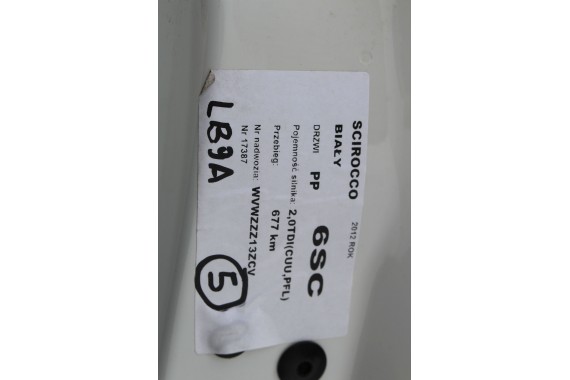 SCIROCCO 2012 ROK
BIAŁY
DRZWI PP 6SC
Pojemność silnika: 2,0TDI(CUU,PFL)
Przebieg: 677 km
Nr nadwozia: WVWZZZ13ZCV
Nr 17387
LB9A 5